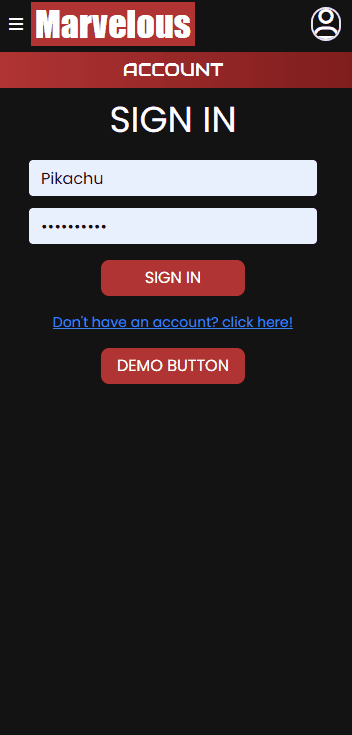 Marvelous
ACCOUNT
SIGN IN
Pikachu
••••••••••
SIGN IN
Don't have an account? click here!
DEMO BUTTON